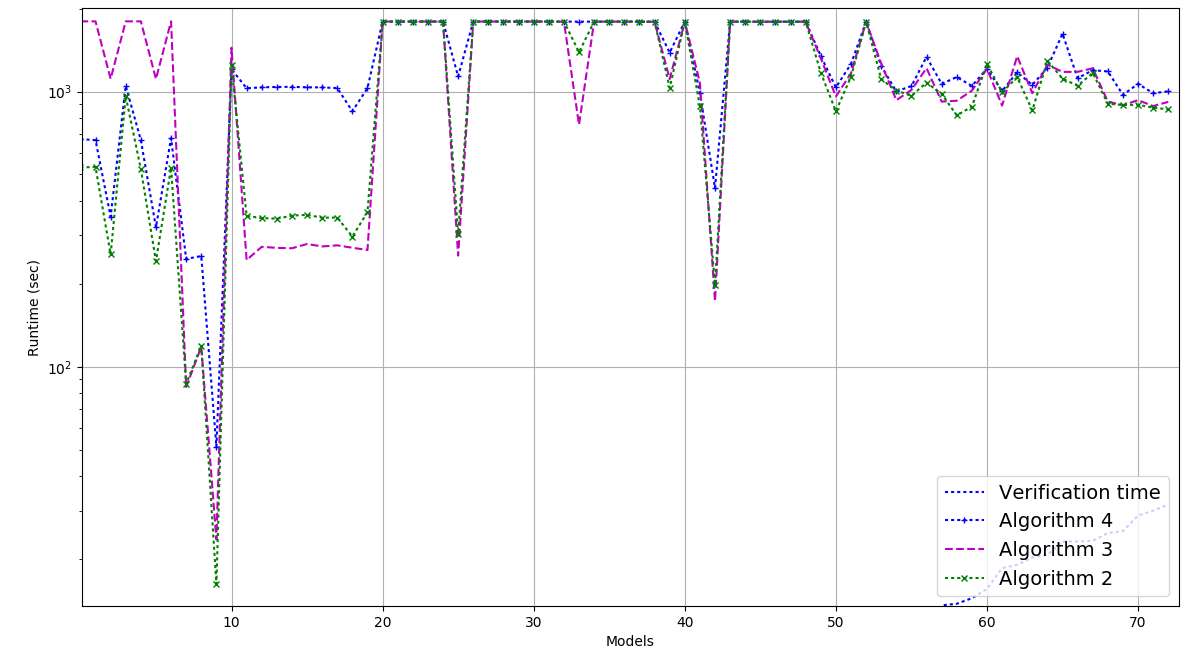 Runtime (sec)
10³
10²
10 20 30 40 50 60 70
Models
Verification time
Algorithm 4
Algorithm 3
Algorithm 2